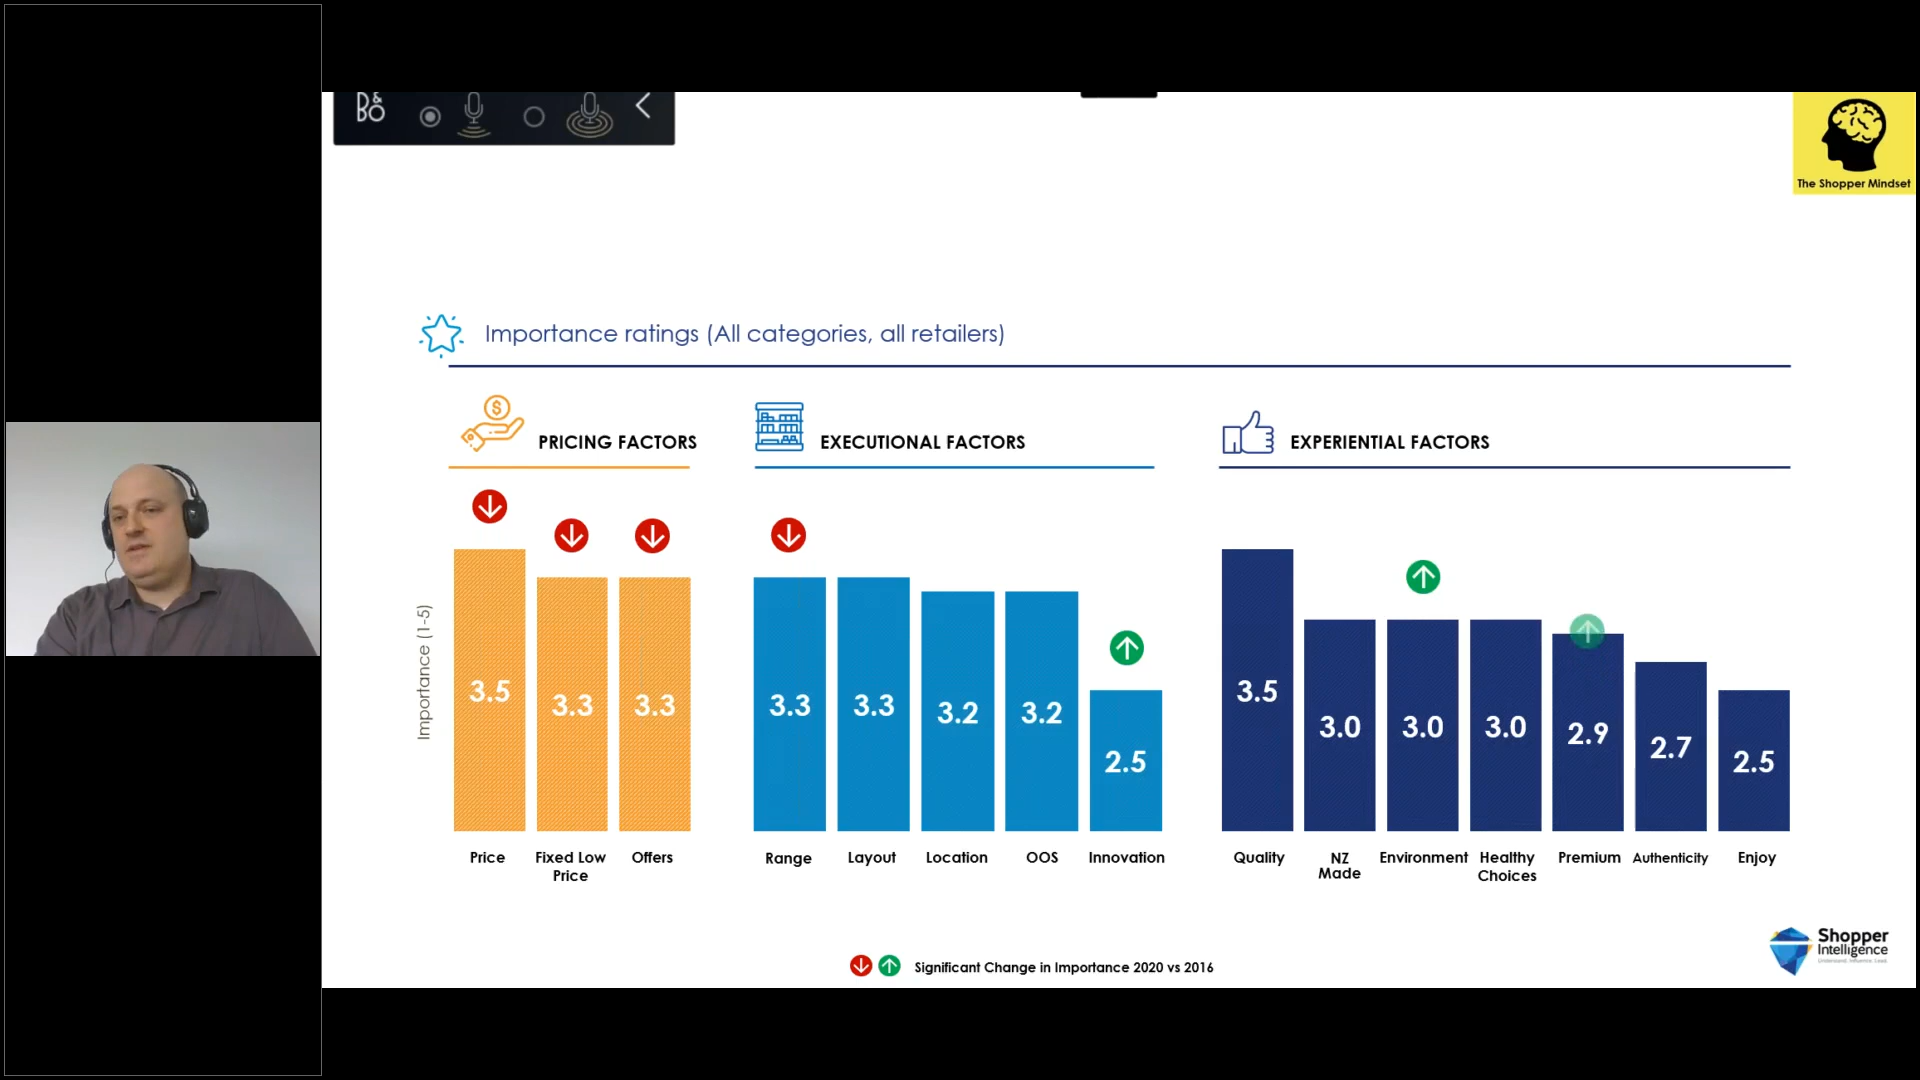 B&O
The Shopper Mindset
Importance ratings (All categories, all retailers)
PRICING FACTORS
EXECUTIONAL FACTORS
EXPERIENTIAL FACTORS
Importance (1-5)
3.5
3.3
3.3
3.3
3.3
3.2
3.2
2.5
3.5
3.0
3.0
3.0
2.9
2.7
2.5
Price
Fixed Low
Price
Offers
Range
Layout
Location
OOS
Innovation
Quality
NZ
Made
Environment
Healthy
Choices
Premium
Authenticity
Enjoy
Significant Change in Importance 2020 vs 2016
Shopper
Intelligence
Understand. Influence. Lead.